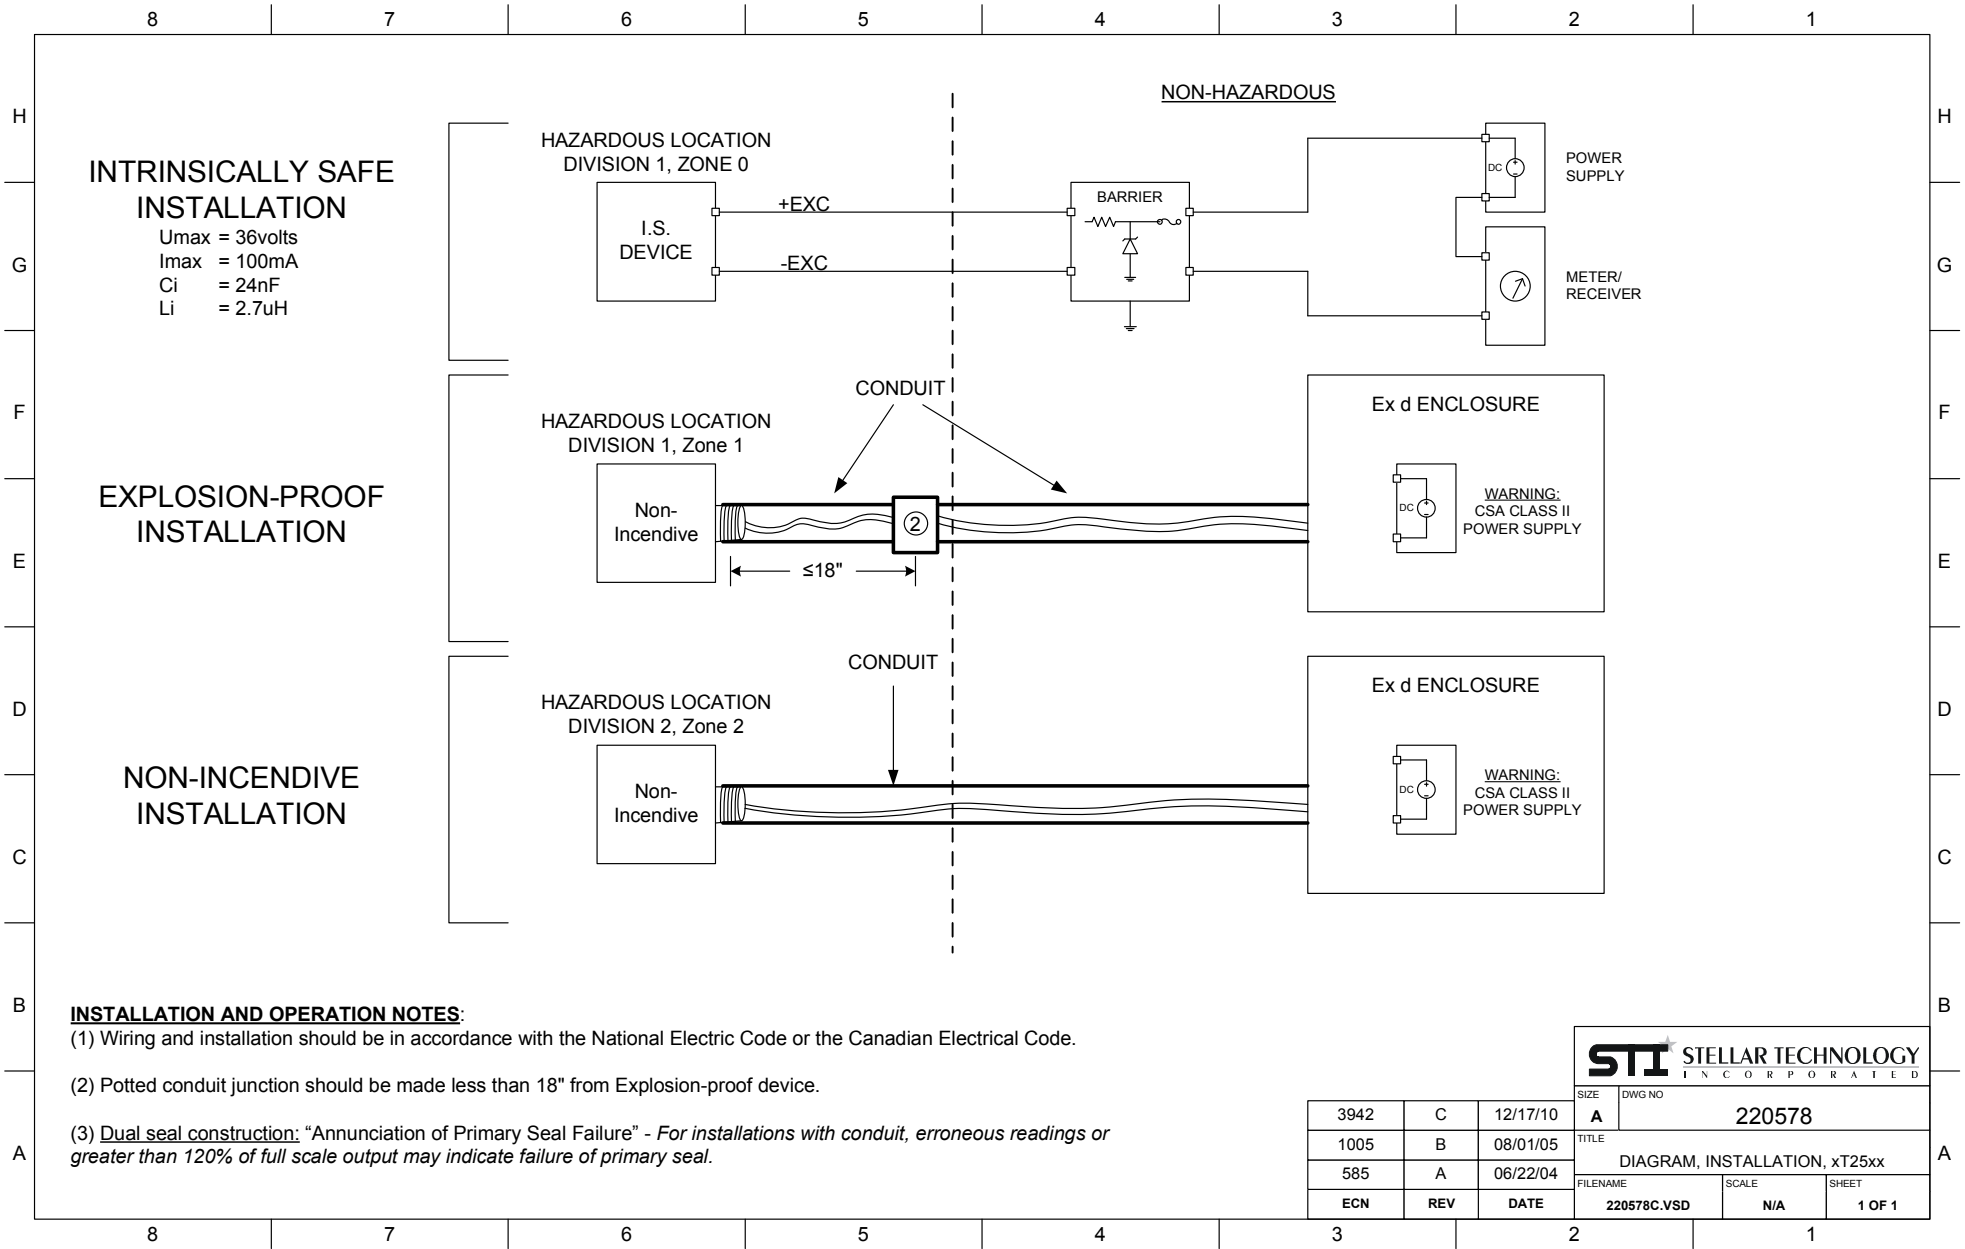 8 7 6 5 4 3 2 1
H H
G G
F F
E E
D D
C C
B B
A A
NON-HAZARDOUS
INTRINSICALLY SAFE
INSTALLATION
Umax = 36volts
Imax = 100mA
Ci = 24nF
Li = 2.7uH
HAZARDOUS LOCATION
DIVISION 1, ZONE 0
I.S.
DEVICE
+EXC
-EXC
BARRIER
DC
POWER
SUPPLY
METER/
RECEIVER
EXPLOSION-PROOF
INSTALLATION
HAZARDOUS LOCATION
DIVISION 1, Zone 1
Non-
Incendive
CONDUIT
2
≤18"
Ex d ENCLOSURE
DC
WARNING:
CSA CLASS II
POWER SUPPLY
NON-INCENDIVE
INSTALLATION
HAZARDOUS LOCATION
DIVISION 2, Zone 2
Non-
Incendive
CONDUIT
Ex d ENCLOSURE
DC
WARNING:
CSA CLASS II
POWER SUPPLY
INSTALLATION AND OPERATION NOTES:
(1) Wiring and installation should be in accordance with the National Electric Code or the Canadian Electrical Code.
(2) Potted conduit junction should be made less than 18" from Explosion-proof device.
(3) Dual seal construction: “Annunciation of Primary Seal Failure” - For installations with conduit, erroneous readings or
greater than 120% of full scale output may indicate failure of primary seal.
3942 C 12/17/10
1005 B 08/01/05
585 A 06/22/04
ECN REV DATE
STI STELLAR TECHNOLOGY
INCORPORATED
SIZE DWG NO
A 220578
TITLE
DIAGRAM, INSTALLATION, xT25xx
FILENAME SCALE SHEET
220578C.VSD N/A 1 OF 1
8 7 6 5 4 3 2 1